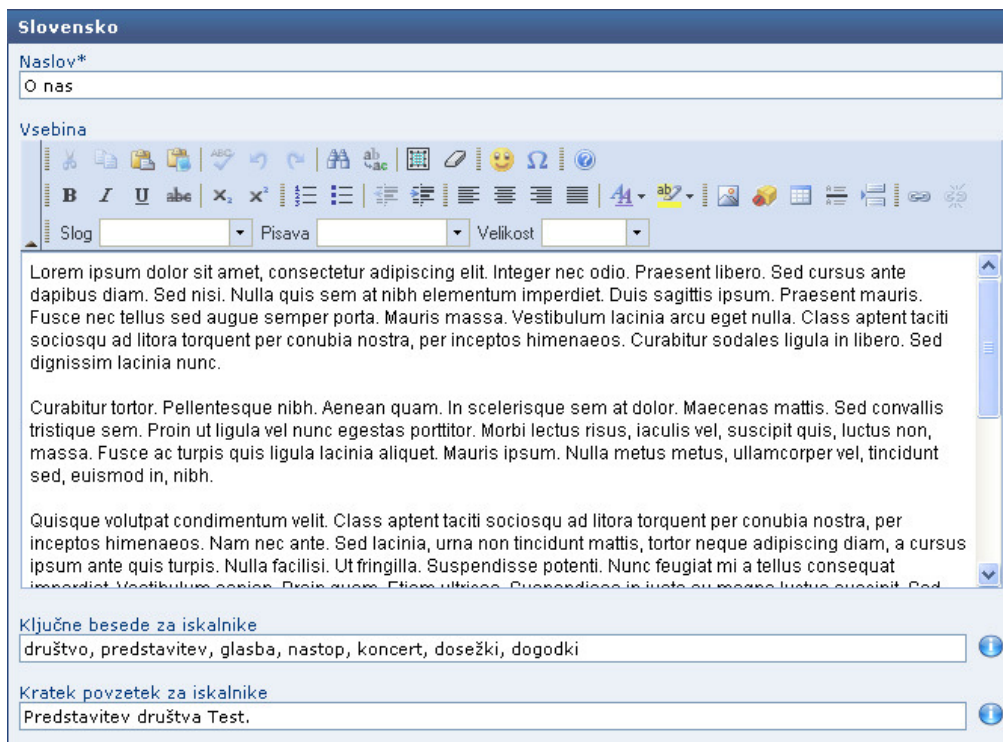 Slovensko
Naslov*
O nas
Vsebina
Slog Pisava Velikost
Lorem ipsum dolor sit amet, consectetur adipiscing elit. Integer nec odio. Praesent libero. Sed cursus ante
dapibus diam. Sed nisi. Nulla quis sem at nibh elementum imperdiet. Duis sagittis ipsum. Praesent mauris.
Fusce nec tellus sed augue semper porta. Mauris massa. Vestibulum lacinia arcu eget nulla. Class aptent taciti
sociosqu ad litora torquent per conubia nostra, per inceptos himenaeos. Curabitur sodales ligula in libero. Sed
dignissim lacinia nunc.
Curabitur tortor. Pellentesque nibh. Aenean quam. In scelerisque sem at dolor. Maecenas mattis. Sed convallis
tristique sem. Proin ut ligula vel nunc egestas porttitor. Morbi lectus risus, iaculis vel, suscipit quis, luctus non,
massa. Fusce ac turpis quis ligula lacinia aliquet. Mauris ipsum. Nulla metus metus, ullamcorper vel, tincidunt
sed, euismod in, nibh.
Quisque volutpat condimentum velit. Class aptent taciti sociosqu ad litora torquent per conubia nostra, per
inceptos himenaeos. Nam nec ante. Sed lacinia, urna non tincidunt mattis, tortor neque adipiscing diam, a cursus
ipsum ante quis turpis. Nulla facilisi. Ut fringilla. Suspendisse potenti. Nunc feugiat mi a tellus consequat
Ključne besede za iskalnike
društvo, predstavitev, glasba, nastop, koncert, dosežki, dogodki
Kratek povzetek za iskalnike
Predstavitev društva Test.